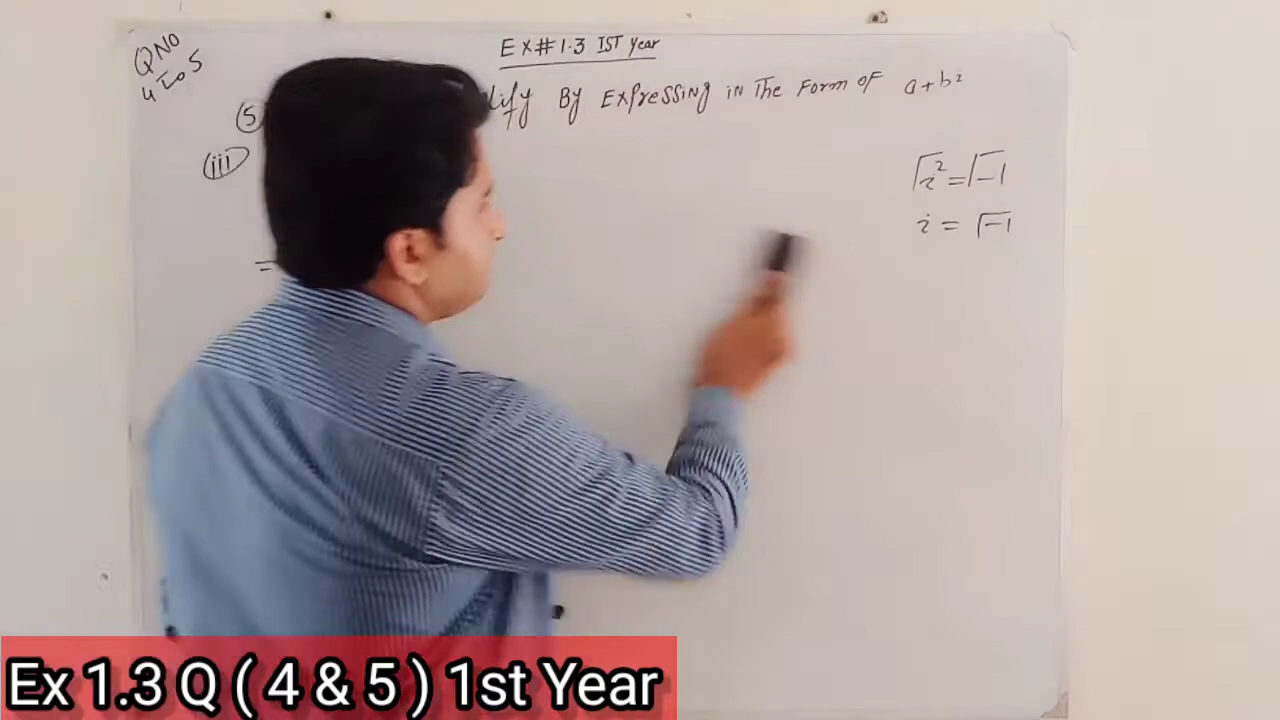 QNO
4 to 5
EX#1.3 1ST Year
(5) lify By Expressing in The Form of a+bi
(iii)
√i² = √-1
i = √-1
=
Ex 1.3 Q ( 4 & 5 ) 1st Year